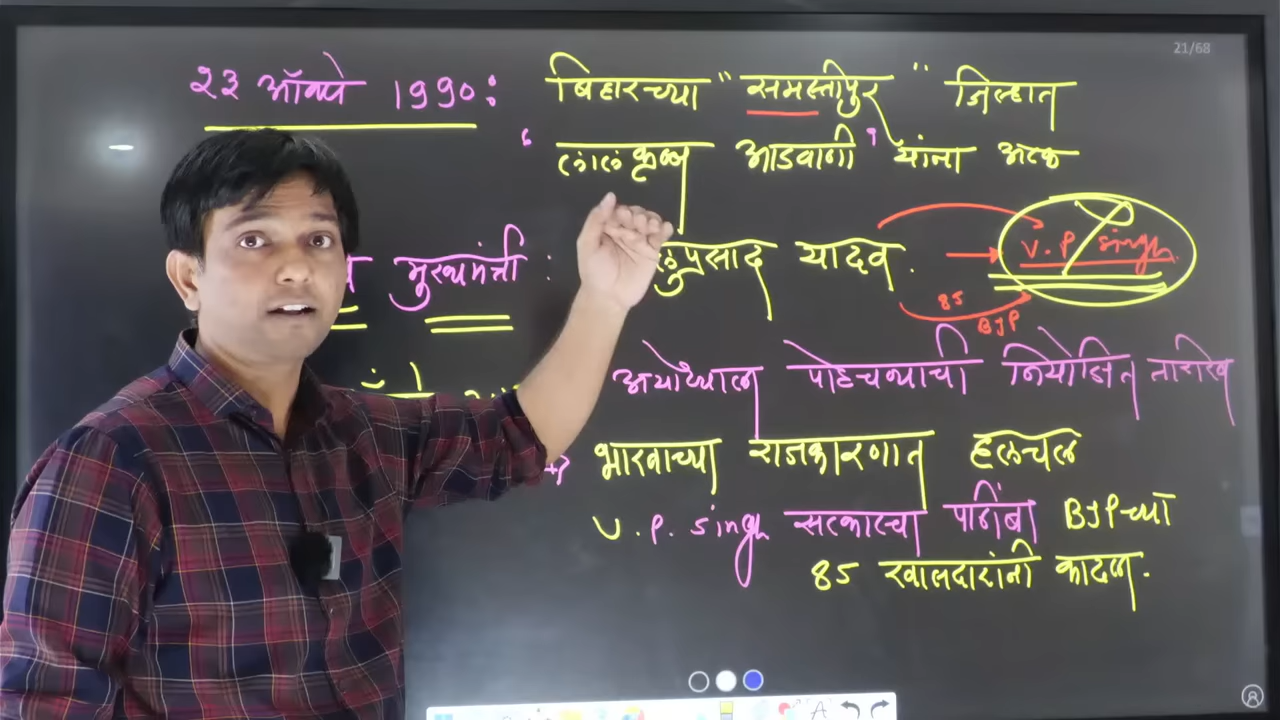 21/68
२३ ऑक्टो 1990: बिहारच्या "समस्तीपुर" जिल्हात
लालकृष्ण आडवाणी यांना अटक
मुख्यमंत्री : लुप्रसाद यादव.
V.P singh
85
BJP
अयोध्याला पोहचण्याची नियोजित तारीख
भारताच्या राजकारणात हलचल
V.P. singh सरकारचा पाठिंबा BJPच्या
85 खासदारांनी काढला.